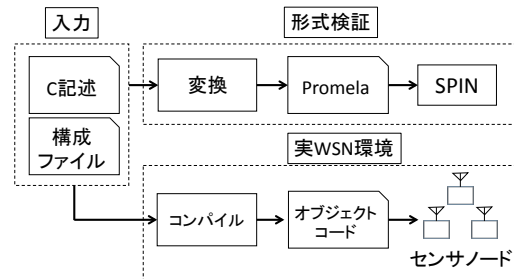 入力
形式検証
C記述
変換
Promela
SPIN
構成
ファイル
実WSN環境
コンパイル
オブジェクト
コード
センサノード